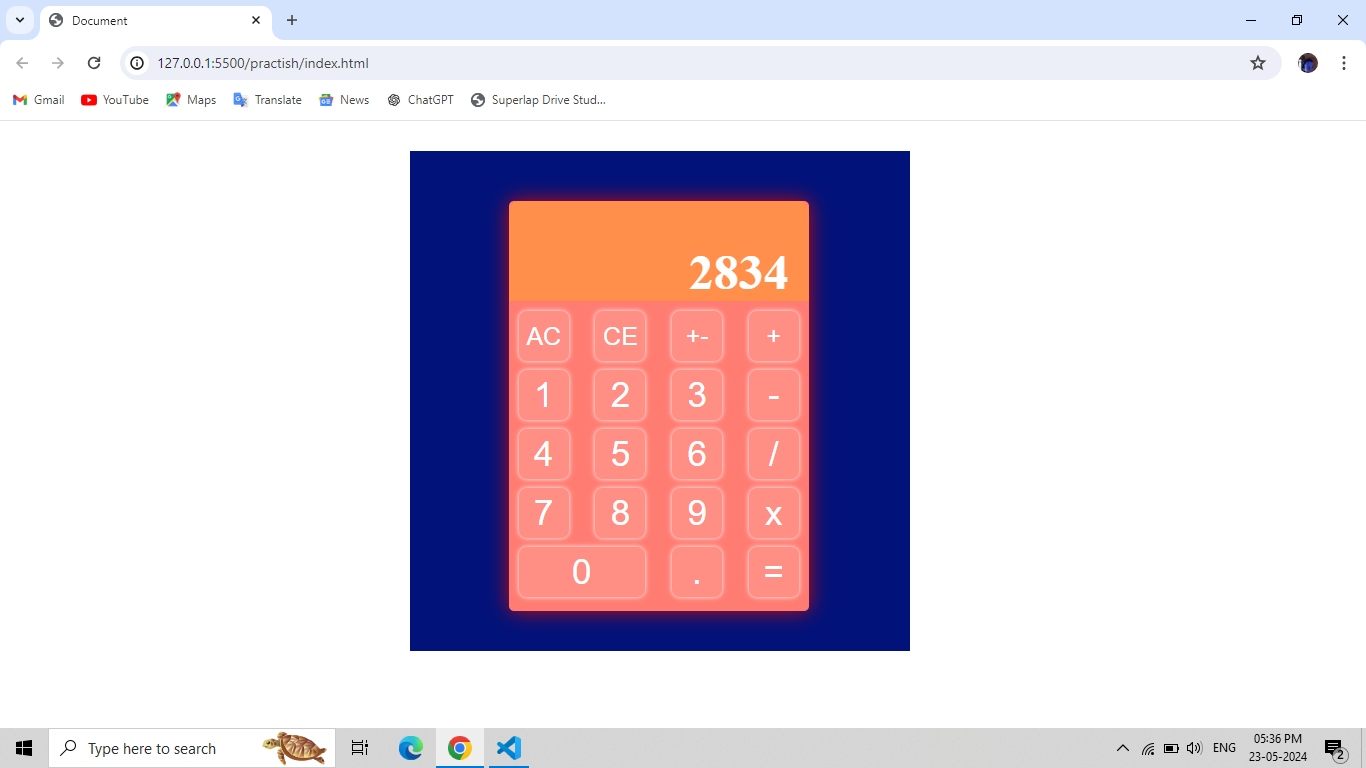 Document
127.0.0.1:5500/practish/index.html
Gmail YouTube Maps Translate News ChatGPT Superlap Drive Stud...
2834
AC CE +- +
1 2 3 -
4 5 6 /
7 8 9 x
0 . =
Type here to search
ENG
05:36 PM
23-05-2024
2